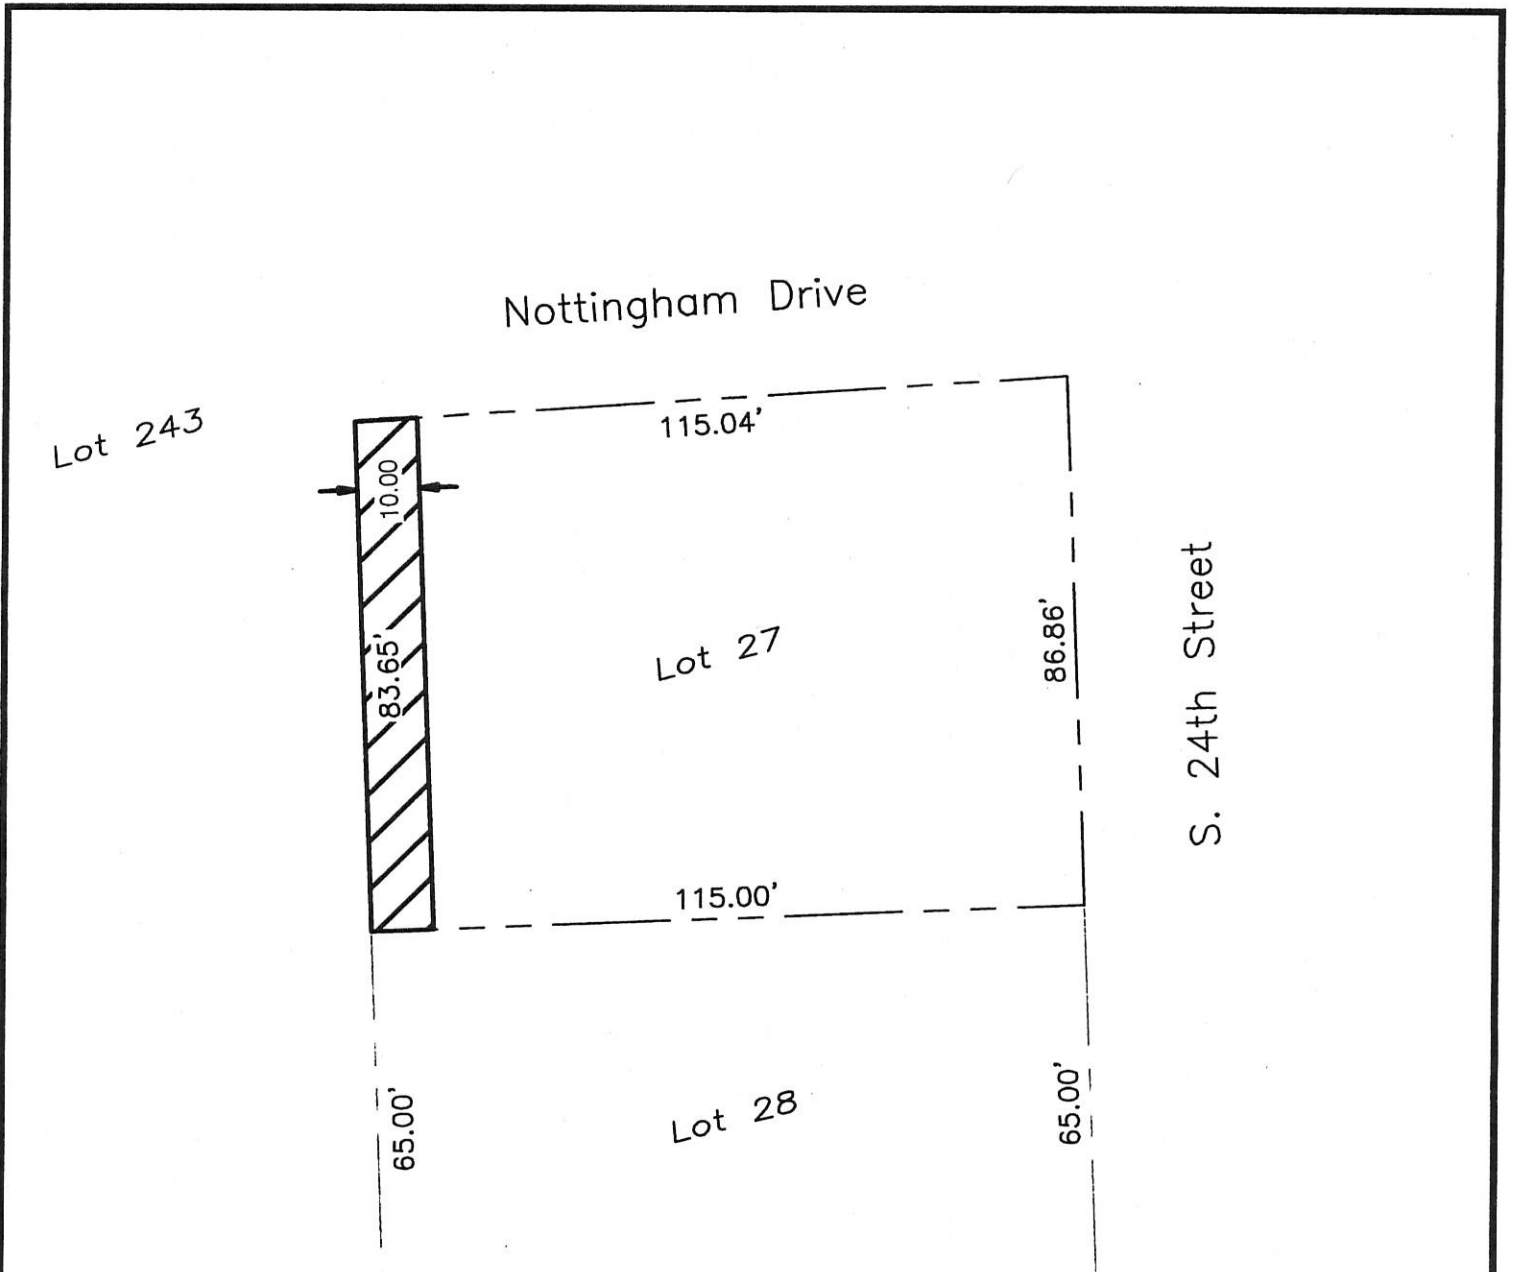 Nottingham Drive
Lot 243
115.04'
10.00
83.65'
Lot 27
86.86'
S. 24th Street
115.00'
65.00'
Lot 28
65.00'